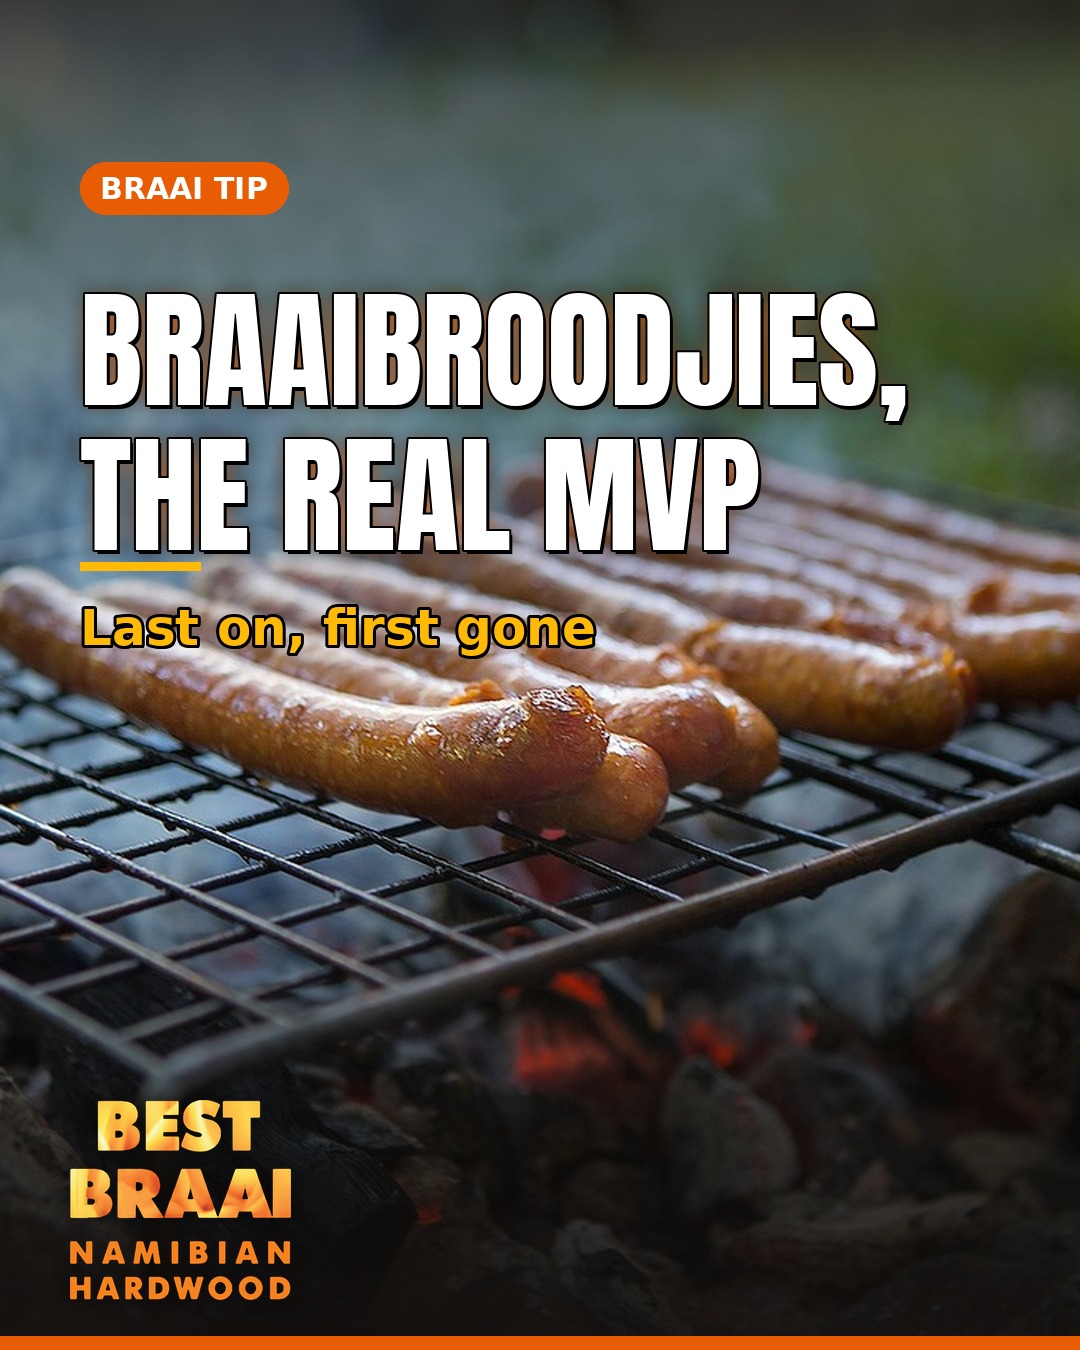 BRAAI TIP
BRAAIBROODJIES,
THE REAL MVP
Last on, first gone
BEST
BRAAI
NAMIBIAN
HARDWOOD